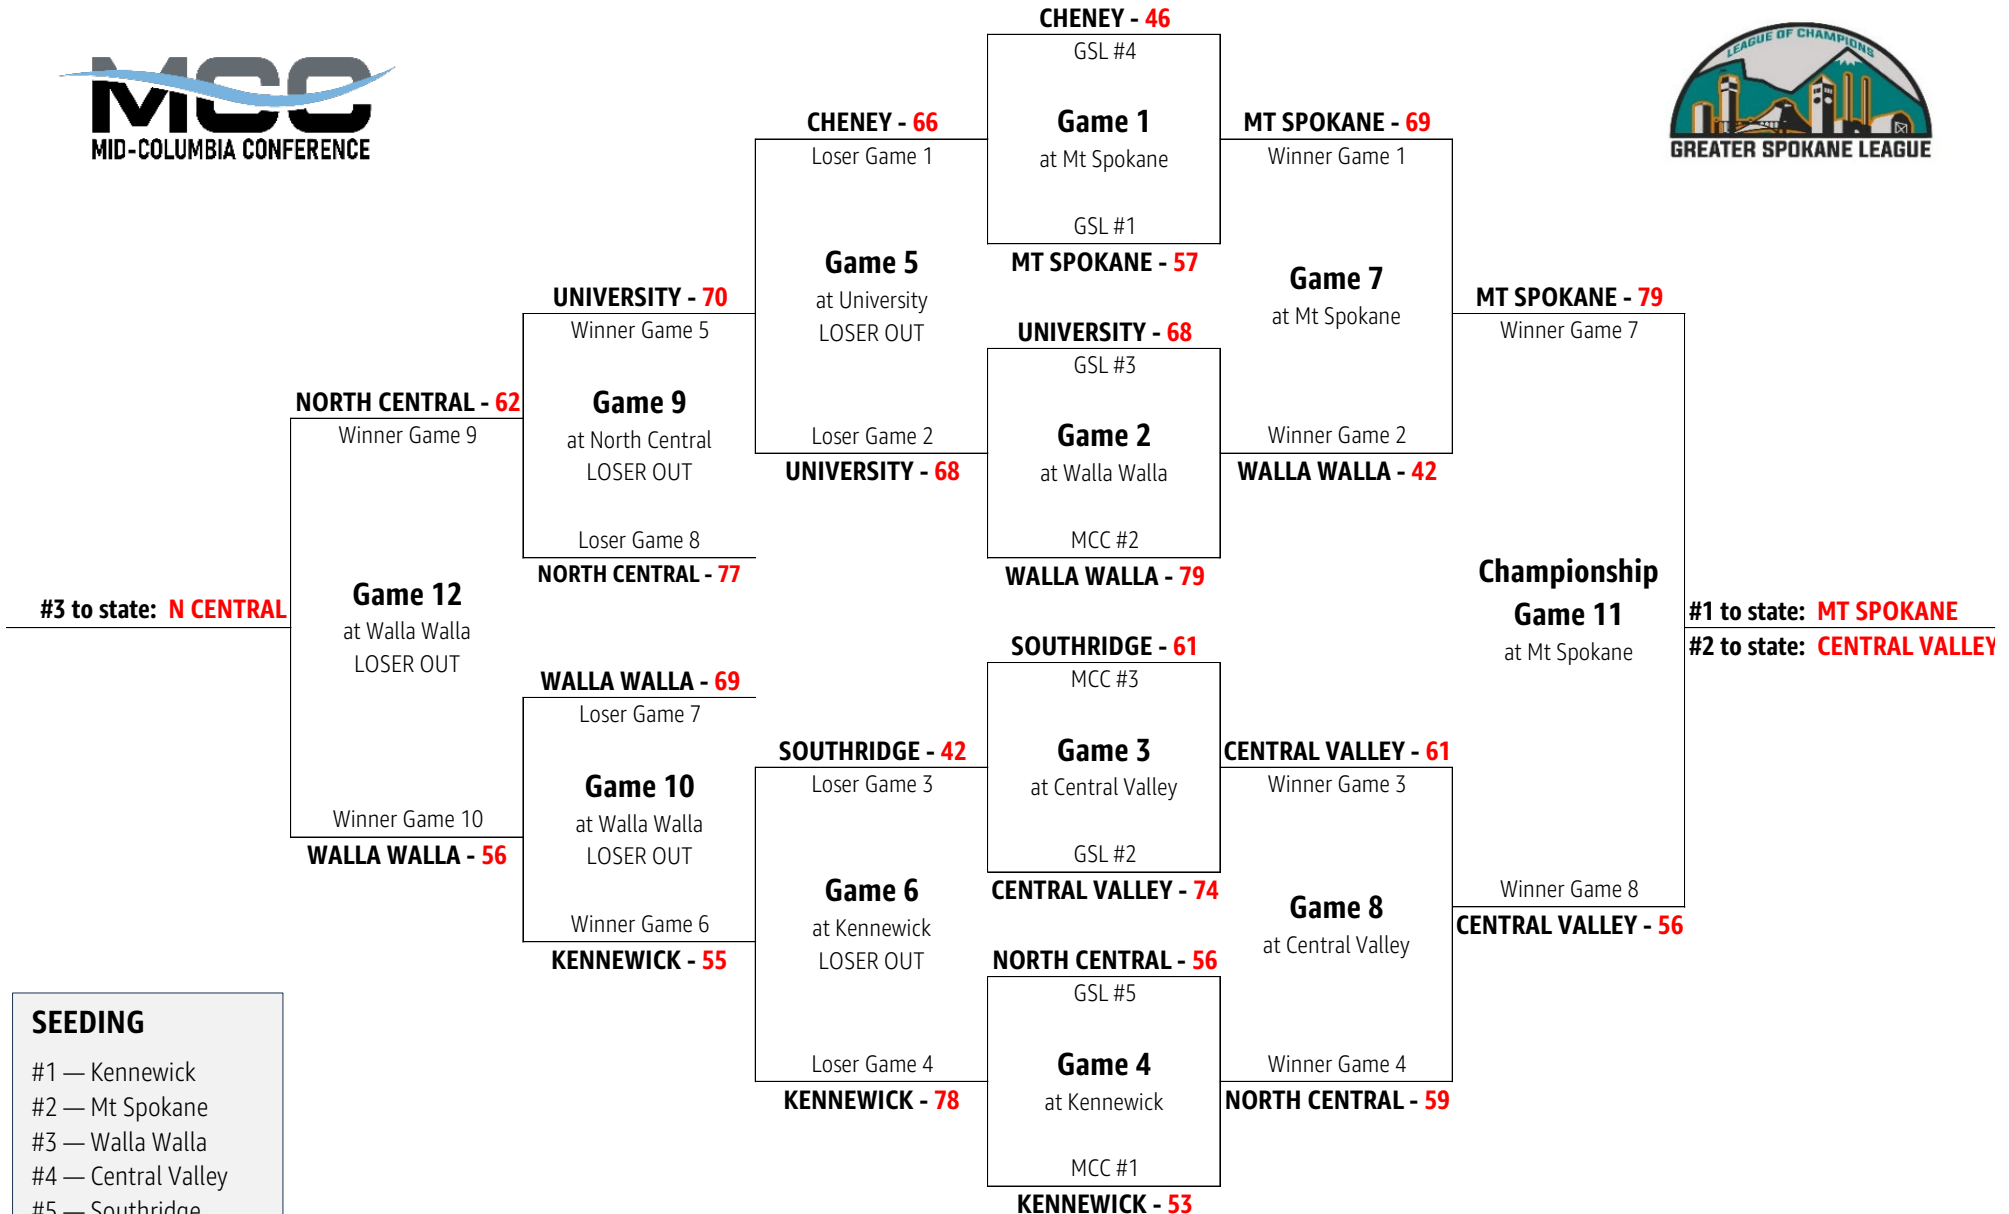 MCC
MID-COLUMBIA CONFERENCE
LEAGUE OF CHAMPIONS
GREATER SPOKANE LEAGUE
CHENEY - 46
GSL #4
Game 1
at Mt Spokane
GSL #1
MT SPOKANE - 57
UNIVERSITY - 68
GSL #3
Game 2
at Walla Walla
MCC #2
WALLA WALLA - 79
SOUTHRIDGE - 61
MCC #3
Game 3
at Central Valley
GSL #2
CENTRAL VALLEY - 74
NORTH CENTRAL - 56
GSL #5
Game 4
at Kennewick
MCC #1
KENNEWICK - 53
CHENEY - 66
Loser Game 1
Game 5
at University
LOSER OUT
Loser Game 2
UNIVERSITY - 68
SOUTHRIDGE - 42
Loser Game 3
Game 6
at Kennewick
LOSER OUT
Loser Game 4
KENNEWICK - 78
MT SPOKANE - 69
Winner Game 1
Game 7
at Mt Spokane
Winner Game 2
WALLA WALLA - 42
CENTRAL VALLEY - 61
Winner Game 3
Game 8
at Central Valley
Winner Game 4
NORTH CENTRAL - 59
UNIVERSITY - 70
Winner Game 5
Game 9
at North Central
LOSER OUT
Loser Game 8
NORTH CENTRAL - 77
WALLA WALLA - 69
Loser Game 7
Game 10
at Walla Walla
LOSER OUT
Winner Game 6
KENNEWICK - 55
MT SPOKANE - 79
Winner Game 7
Championship
Game 11
at Mt Spokane
Winner Game 8
CENTRAL VALLEY - 56
#1 to state: MT SPOKANE
#2 to state: CENTRAL VALLEY
NORTH CENTRAL - 62
Winner Game 9
Game 12
at Walla Walla
LOSER OUT
Winner Game 10
WALLA WALLA - 56
#3 to state: N CENTRAL
SEEDING
#1 — Kennewick
#2 — Mt Spokane
#3 — Walla Walla
#4 — Central Valley
#5 — Southridge